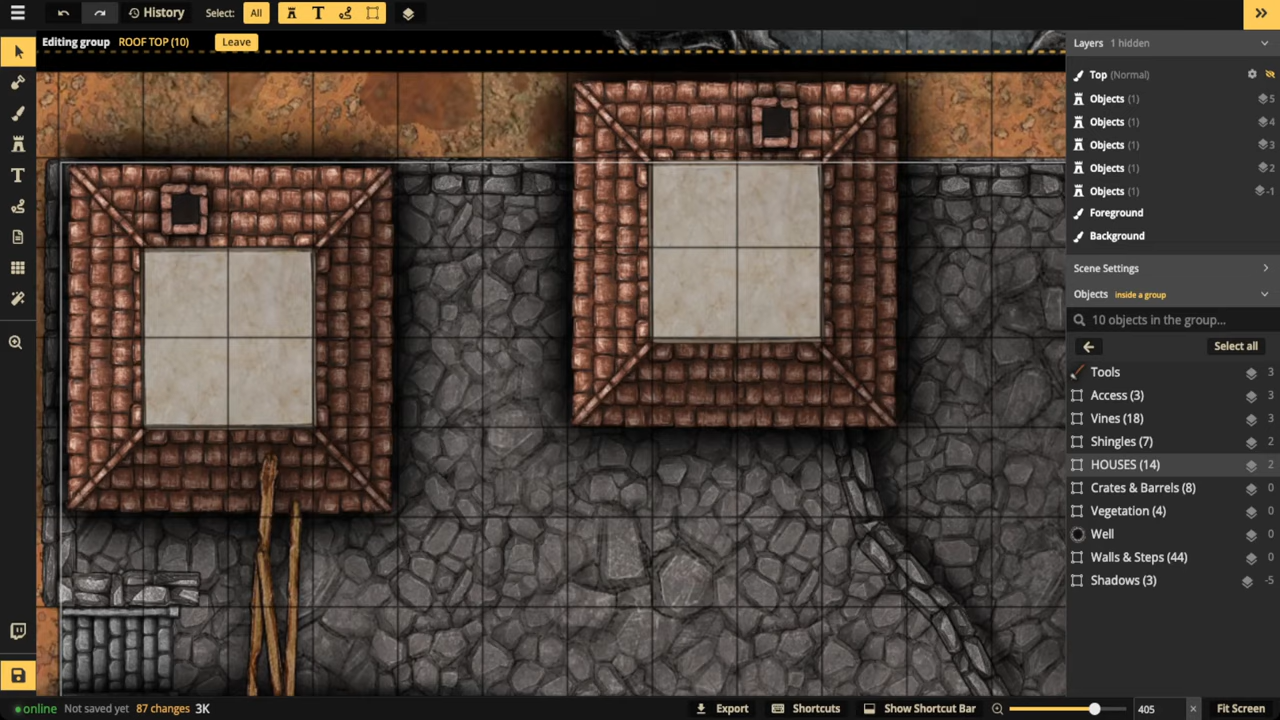 History
Select:
All
T
Editing group ROOF TOP (10)
Leave
Layers 1 hidden
Top (Normal)
Objects (1) 5
Objects (1) 4
Objects (1) 3
Objects (1) 2
Objects (1) -1
Foreground
Background
Scene Settings
Objects inside a group
10 objects in the group...
Select all
Tools 3
Access (3) 3
Vines (18) 3
Shingles (7) 2
HOUSES (14) 2
Crates & Barrels (8) 0
Vegetation (4) 0
Well 0
Walls & Steps (44) 0
Shadows (3) -5
T
online Not saved yet 87 changes 3K
Export
Shortcuts
Show Shortcut Bar
405
Fit Screen